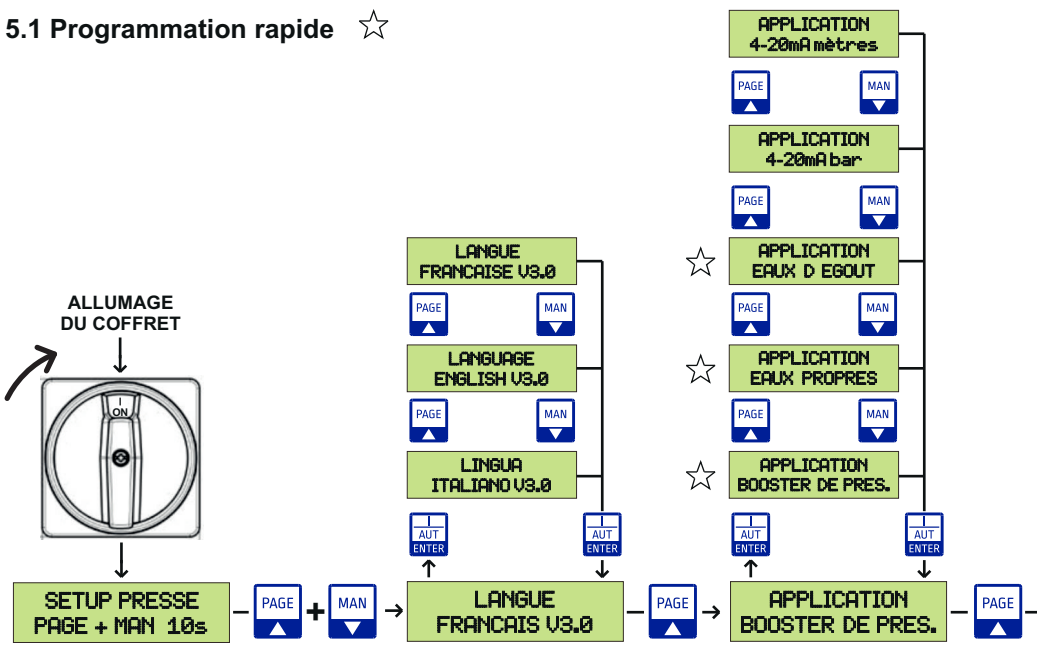 5.1 Programmation rapide
APPLICATION
4-20mA mètres
PAGE
MAN
APPLICATION
4-20mA bar
PAGE
MAN
APPLICATION
EAUX D EGOUT
PAGE
MAN
APPLICATION
EAUX PROPRES
PAGE
MAN
APPLICATION
BOOSTER DE PRES.
I
AUT
ENTER
I
AUT
ENTER
LANGUE
FRANCAISE V3.0
PAGE
MAN
LANGUAGE
ENGLISH V3.0
PAGE
MAN
LINGUA
ITALIANO V3.0
I
AUT
ENTER
I
AUT
ENTER
ALLUMAGE
DU COFFRET
I
ON
SETUP PRESSE
PAGE + MAN 10s
PAGE
+
MAN
LANGUE
FRANCAIS V3.0
PAGE
APPLICATION
BOOSTER DE PRES.
PAGE